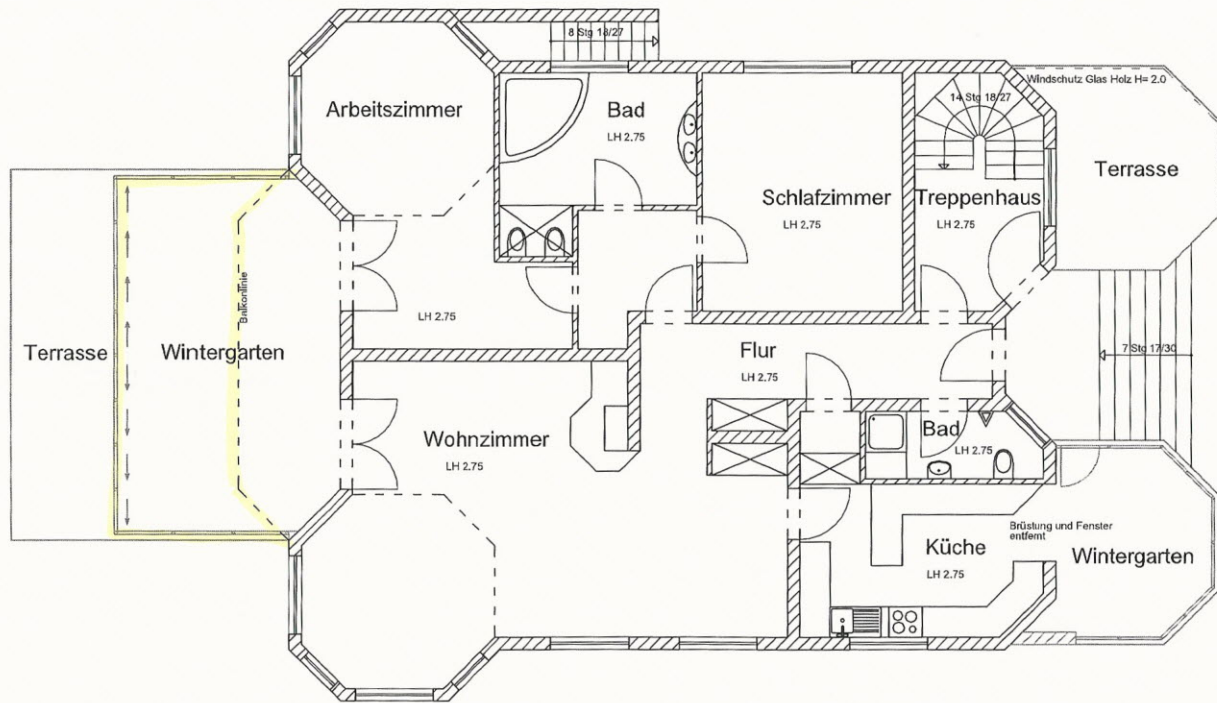 8 Stg 18/27
Windschutz Glas Holz H= 2.0
Arbeitszimmer
Bad
LH 2.75
14 Stg 18/27
Terrasse
Schlafzimmer
LH 2.75
Treppenhaus
LH 2.75
Balkonlinie
LH 2.75
Terrasse
Wintergarten
Flur
LH 2.75
7 Stg 17/30
Wohnzimmer
LH 2.75
Bad
LH 2.75
Brüstung und Fenster
entfernt
Küche
LH 2.75
Wintergarten